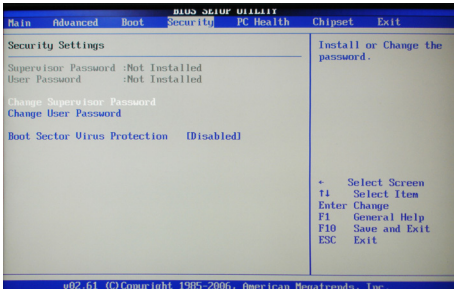 BIOS SETUP UTILITY
Main Advanced Boot Security PC Health Chipset Exit
Security Settings
Supervisor Password :Not Installed
User Password :Not Installed
Change Supervisor Password
Change User Password
Boot Sector Virus Protection [Disabled]
Install or Change the
password.
← Select Screen
↑↓ Select Item
Enter Change
F1 General Help
F10 Save and Exit
ESC Exit
v02.61 (C)Copyright 1985-2006, American Megatrends, Inc.